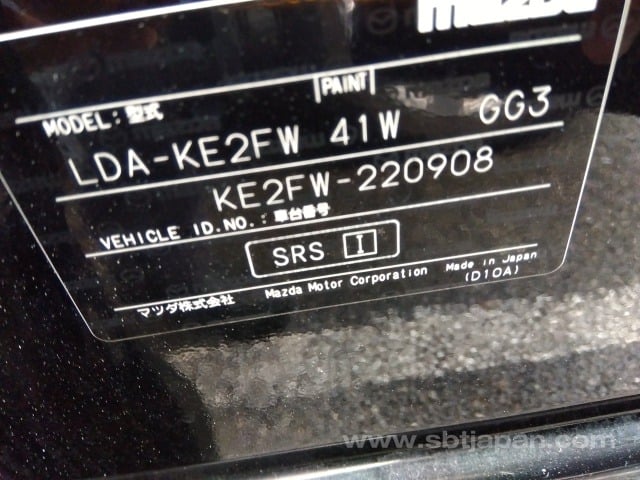 mazda
PAINT
MODEL: 型式
LDA-KE2FW 41W GG3
KE2FW-220908
VEHICLE ID.NO.: 車台番号
SRS I
マツダ株式会社 Mazda Motor Corporation Made in Japan
(D10A)
www.sbtjapan.com